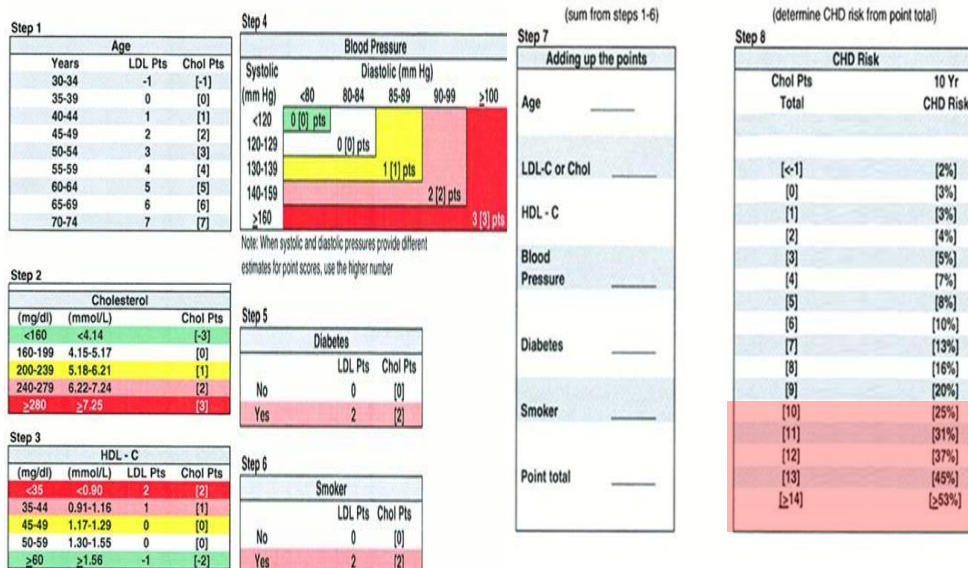 Step 1
Age
Years LDL Pts Chol Pts
30-34 -1 [-1]
35-39 0 [0]
40-44 1 [1]
45-49 2 [2]
50-54 3 [3]
55-59 4 [4]
60-64 5 [5]
65-69 6 [6]
70-74 7 [7]
Step 2
Cholesterol
(mg/dl) (mmol/L) Chol Pts
<160 <4.14 [-3]
160-199 4.15-5.17 [0]
200-239 5.18-6.21 [1]
240-279 6.22-7.24 [2]
≥280 ≥7.25 [3]
Step 3
HDL - C
(mg/dl) (mmol/L) LDL Pts Chol Pts
<35 <0.90 2 [2]
35-44 0.91-1.16 1 [1]
45-49 1.17-1.29 0 [0]
50-59 1.30-1.55 0 [0]
≥60 ≥1.56 -1 [-2]
Step 4
Blood Pressure
Systolic Diastolic (mm Hg)
(mm Hg) <80 80-84 85-89 90-99 ≥100
<120 0 [0] pts
120-129 0 [0] pts
130-139 1 [1] pts
140-159 2 [2] pts
≥160 3 [3] pts
Note: When systolic and diastolic pressures provide different
estimates for point scores, use the higher number
Step 5
Diabetes
LDL Pts Chol Pts
No 0 [0]
Yes 2 [2]
Step 6
Smoker
LDL Pts Chol Pts
No 0 [0]
Yes 2 [2]
(sum from steps 1-6)
Step 7
Adding up the points
Age
LDL-C or Chol
HDL - C
Blood
Pressure
Diabetes
Smoker
Point total
(determine CHD risk from point total)
Step 8
CHD Risk
Chol Pts 10 Yr
Total CHD Risk
[<-1] [2%]
[0] [3%]
[1] [3%]
[2] [4%]
[3] [5%]
[4] [7%]
[5] [8%]
[6] [10%]
[7] [13%]
[8] [16%]
[9] [20%]
[10] [25%]
[11] [31%]
[12] [37%]
[13] [45%]
[≥14] [≥53%]